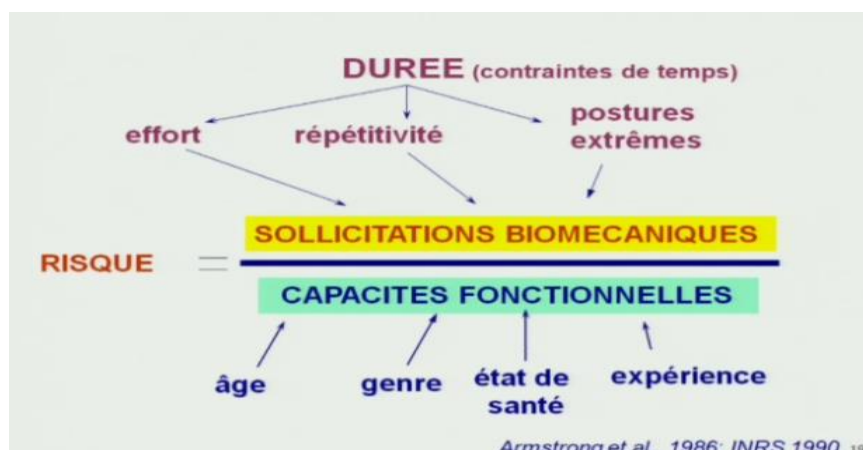 DUREE (contraintes de temps)
effort
répétitivité
postures
extrêmes
SOLLICITATIONS BIOMECANIQUES
RISQUE =
CAPACITES FONCTIONNELLES
âge
genre
état de
santé
expérience
Armstrong et al., 1986; INRS 1990